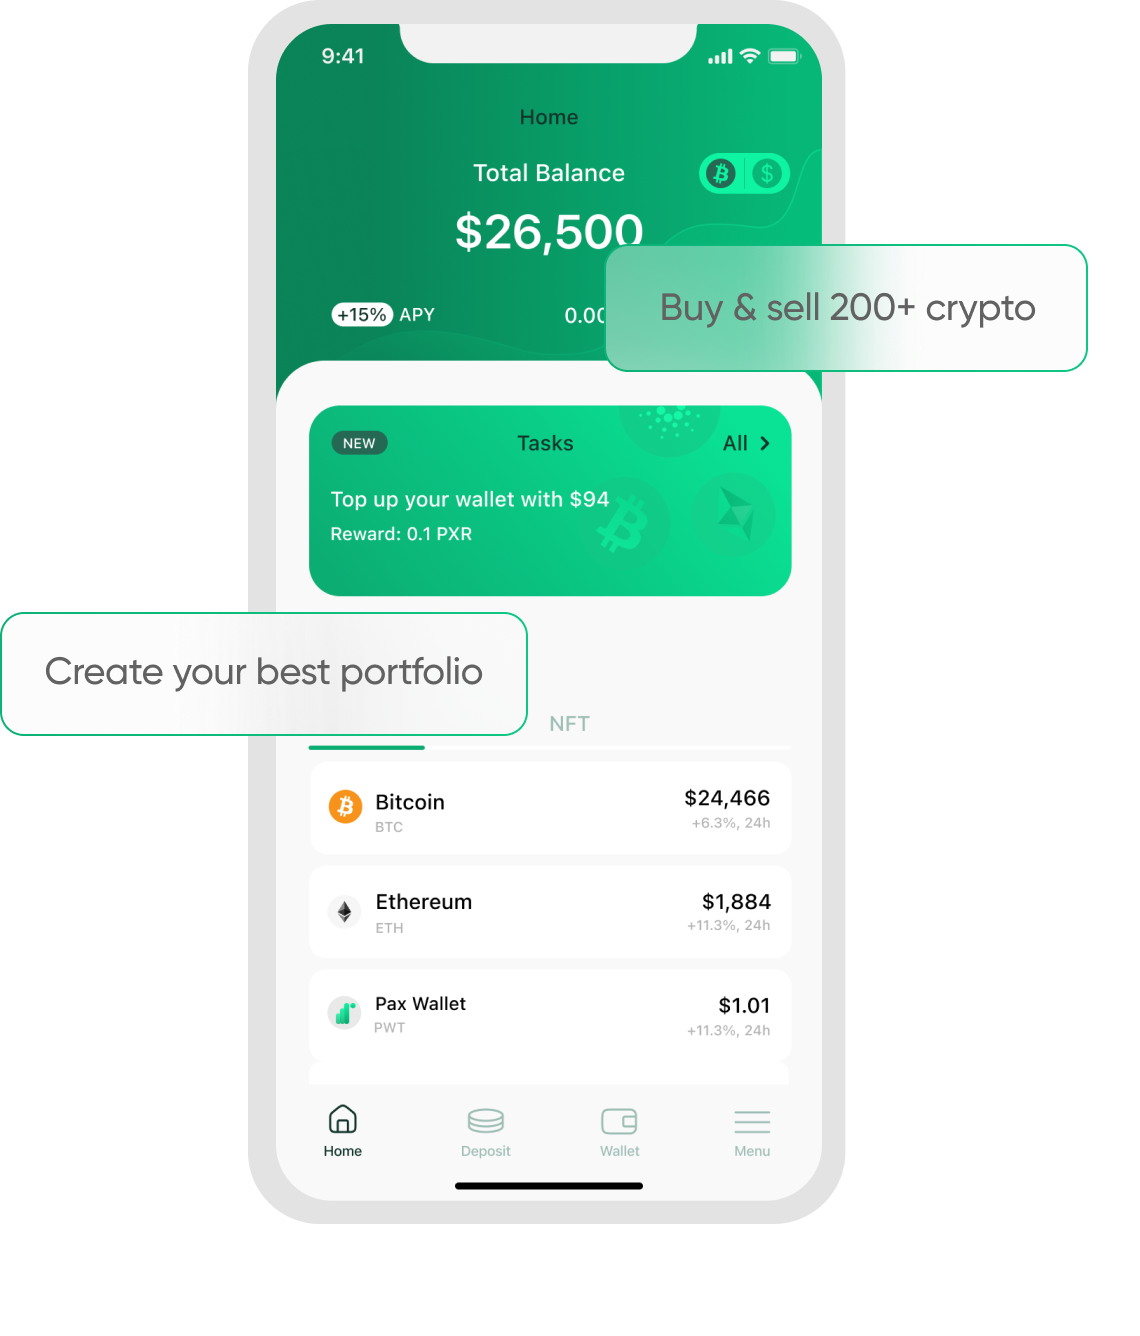 9:41
Home
Total Balance
$26,500
+15% APY
0.00
Buy & sell 200+ crypto
NEW
Tasks
All
Top up your wallet with $94
Reward: 0.1 PXR
Create your best portfolio
NFT
Bitcoin
$24,466
BTC
+6.3%, 24h
Ethereum
$1,884
ETH
+11.3%, 24h
Pax Wallet
$1.01
PWT
+11.3%, 24h
Home
Deposit
Wallet
Menu